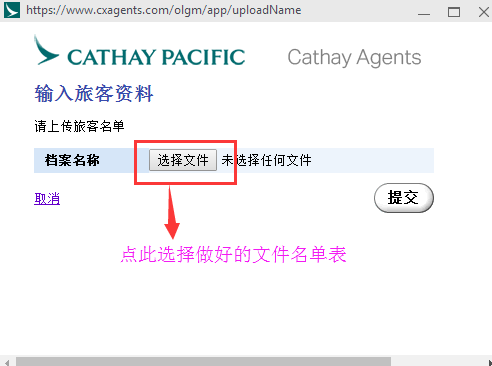 https://www.cxagents.com/olgm/app/uploadName
CATHAY PACIFIC Cathay Agents
输入旅客资料
请上传旅客名单
档案名称 选择文件 未选择任何文件
取消 提交
点此选择做好的文件名单表